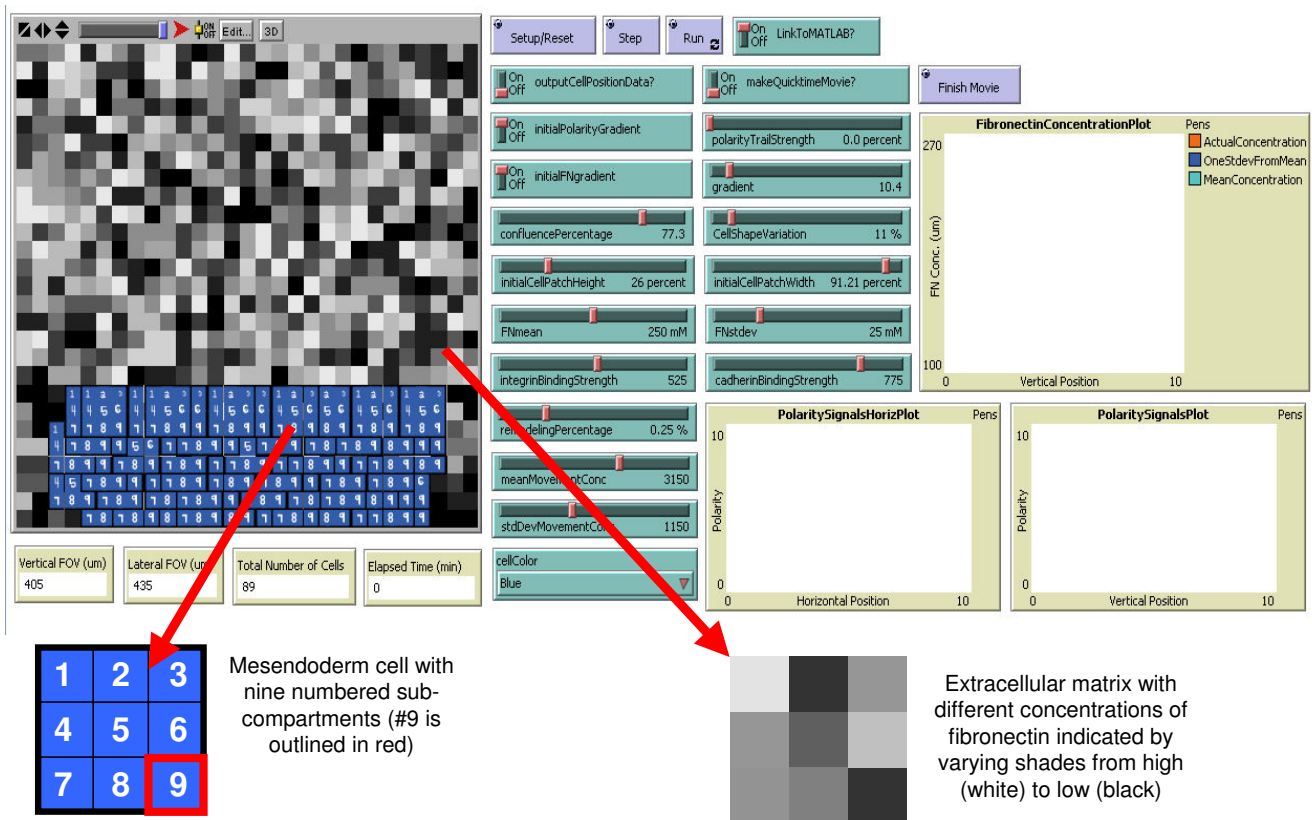 ON
OFF
Edit...
3D
Setup/Reset
Step
Run
On
Off
LinkToMATLAB?
On
Off
outputCellPositionData?
On
Off
makeQuicktimeMovie?
Finish Movie
On
Off
initialPolarityGradient
polarityTrailStrength 0.0 percent
On
Off
initialFNgradient
gradient 10.4
confluencePercentage 77.3
CellShapeVariation 11 %
initialCellPatchHeight 26 percent
initialCellPatchWidth 91.21 percent
FNmean 250 mM
FNstdev 25 mM
integrinBindingStrength 525
cadherinBindingStrength 775
remodelingPercentage 0.25 %
meanMovementConc 3150
stdDevMovementConc 1150
cellColor
Blue
FibronectinConcentrationPlot
Pens
ActualConcentration
OneStdevFromMean
MeanConcentration
270
FN Conc. (um)
100
0 Vertical Position 10
PolaritySignalsHorizPlot Pens
10
Polarity
0
0 Horizontal Position 10
PolaritySignalsPlot Pens
10
Polarity
0
0 Vertical Position 10
Vertical FOV (um)
405
Lateral FOV (um)
435
Total Number of Cells
89
Elapsed Time (min)
0
1 2 3
4 5 6
7 8 9
Mesendoderm cell with
nine numbered sub-
compartments (#9 is
outlined in red)
Extracellular matrix with
different concentrations of
fibronectin indicated by
varying shades from high
(white) to low (black)